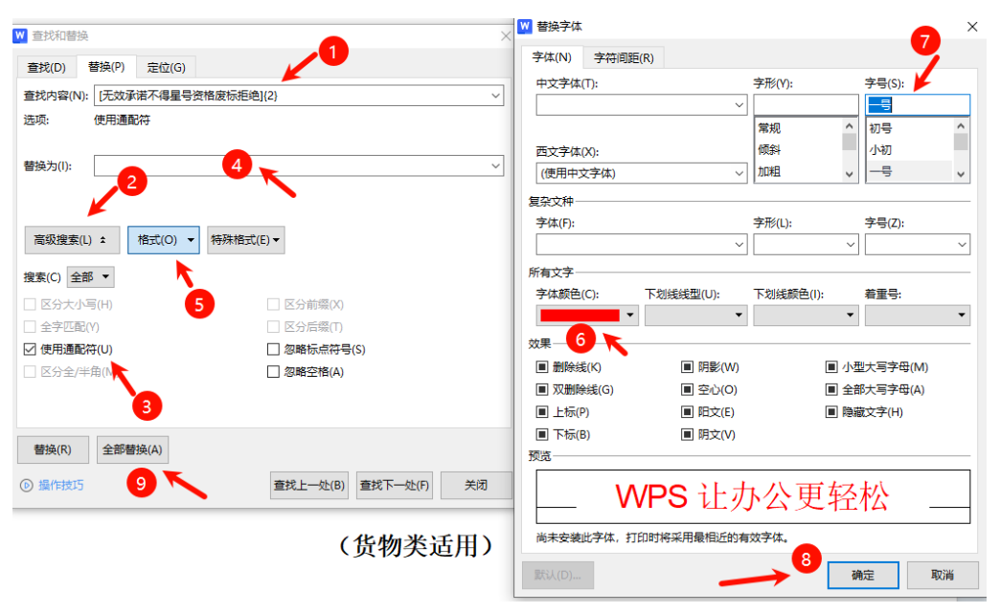 查找和替换
查找(D) 替换(P) 定位(G)
1
查找内容(N): [无效承诺不得星号资格废标拒绝]{2}
选项: 使用通配符
替换为(I):
4
2
高级搜索(L) 格式(O) 特殊格式(E)
搜索(C) 全部
5
区分大小写(H) 区分前缀(X)
全字匹配(Y) 区分后缀(T)
使用通配符(U) 忽略标点符号(S)
区分全/半角(M) 忽略空格(A)
3
替换(R) 全部替换(A)
操作技巧 9 查找上一处(B) 查找下一处(F) 关闭
（货物类适用）
替换字体
7
字体(N) 字符间距(R)
中文字体(T): 字形(Y): 字号(S):
一号
常规 初号
倾斜 小初
加粗 一号
西文字体(X):
(使用中文字体)
复杂文种
字体(F): 字形(L): 字号(Z):
所有文字
字体颜色(C): 下划线线型(U): 下划线颜色(I): 着重号:
6
效果
删除线(K) 阴影(W) 小型大写字母(M)
双删除线(G) 空心(O) 全部大写字母(A)
上标(P) 阳文(E) 隐藏文字(H)
下标(B) 阴文(V)
预览
WPS 让办公更轻松
尚未安装此字体，打印时将采用最相近的有效字体。
8
默认(D)... 确定 取消